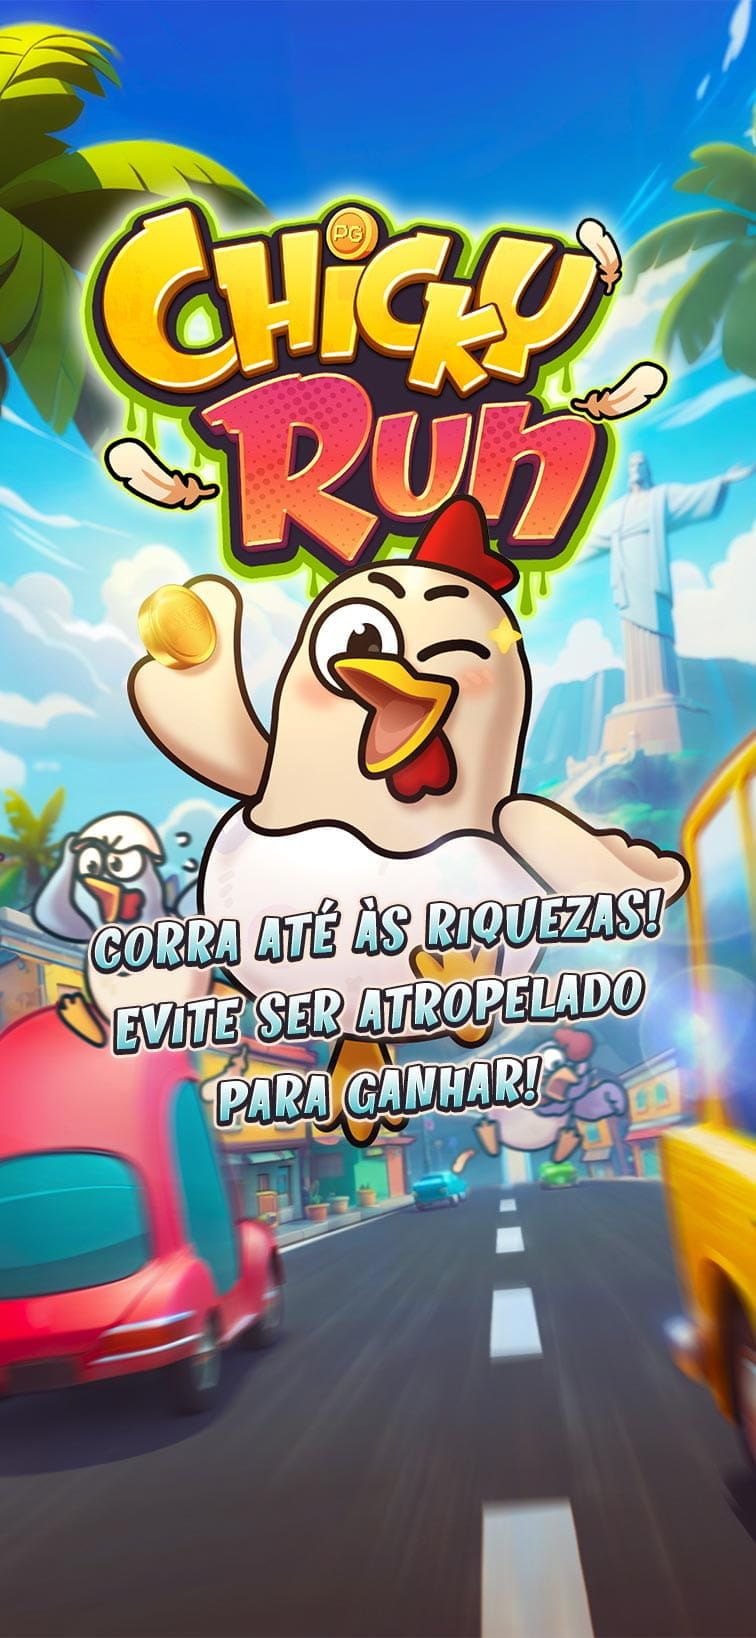 PG
CHICKY
RUN
CORRA ATÉ ÀS RIQUEZAS!
EVITE SER ATROPELADO
PARA GANHAR!